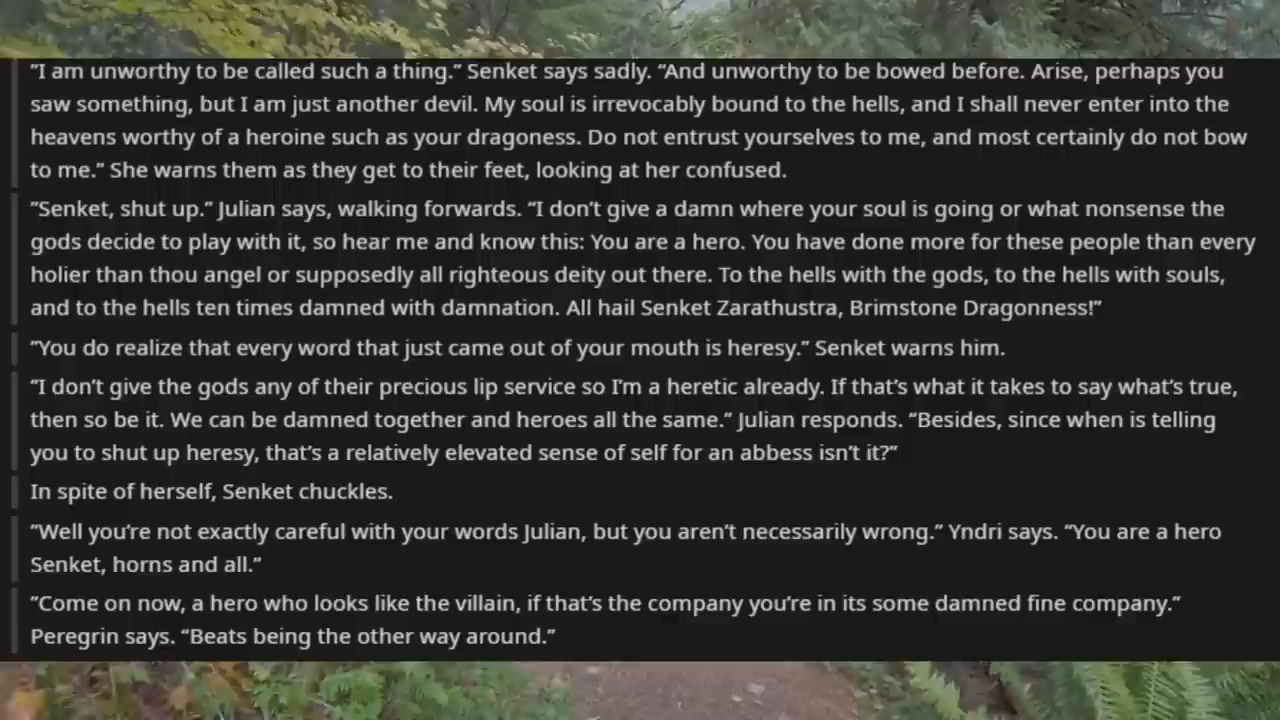 “I am unworthy to be called such a thing.” Senket says sadly. “And unworthy to be bowed before. Arise, perhaps you
saw something, but I am just another devil. My soul is irrevocably bound to the hells, and I shall never enter into the
heavens worthy of a heroine such as your dragoness. Do not entrust yourselves to me, and most certainly do not bow
to me.” She warns them as they get to their feet, looking at her confused.
“Senket, shut up.” Julian says, walking forwards. “I don’t give a damn where your soul is going or what nonsense the
gods decide to play with it, so hear me and know this: You are a hero. You have done more for these people than every
holier than thou angel or supposedly all righteous deity out there. To the hells with the gods, to the hells with souls,
and to the hells ten times damned with damnation. All hail Senket Zarathustra, Brimstone Dragonness!”
“You do realize that every word that just came out of your mouth is heresy.” Senket warns him.
“I don’t give the gods any of their precious lip service so I’m a heretic already. If that’s what it takes to say what’s true,
then so be it. We can be damned together and heroes all the same.” Julian responds. “Besides, since when is telling
you to shut up heresy, that’s a relatively elevated sense of self for an abbess isn’t it?”
In spite of herself, Senket chuckles.
“Well you’re not exactly careful with your words Julian, but you aren’t necessarily wrong.” Yndri says. “You are a hero
Senket, horns and all.”
“Come on now, a hero who looks like the villain, if that’s the company you’re in its some damned fine company.”
Peregrin says. “Beats being the other way around.”